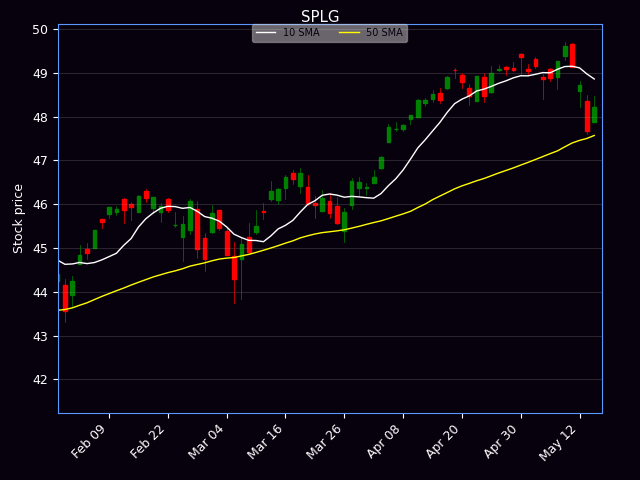 SPLG
10 SMA
50 SMA
Stock price
50
49
48
47
46
45
44
43
42
Feb 09
Feb 22
Mar 04
Mar 16
Mar 26
Apr 08
Apr 20
Apr 30
May 12